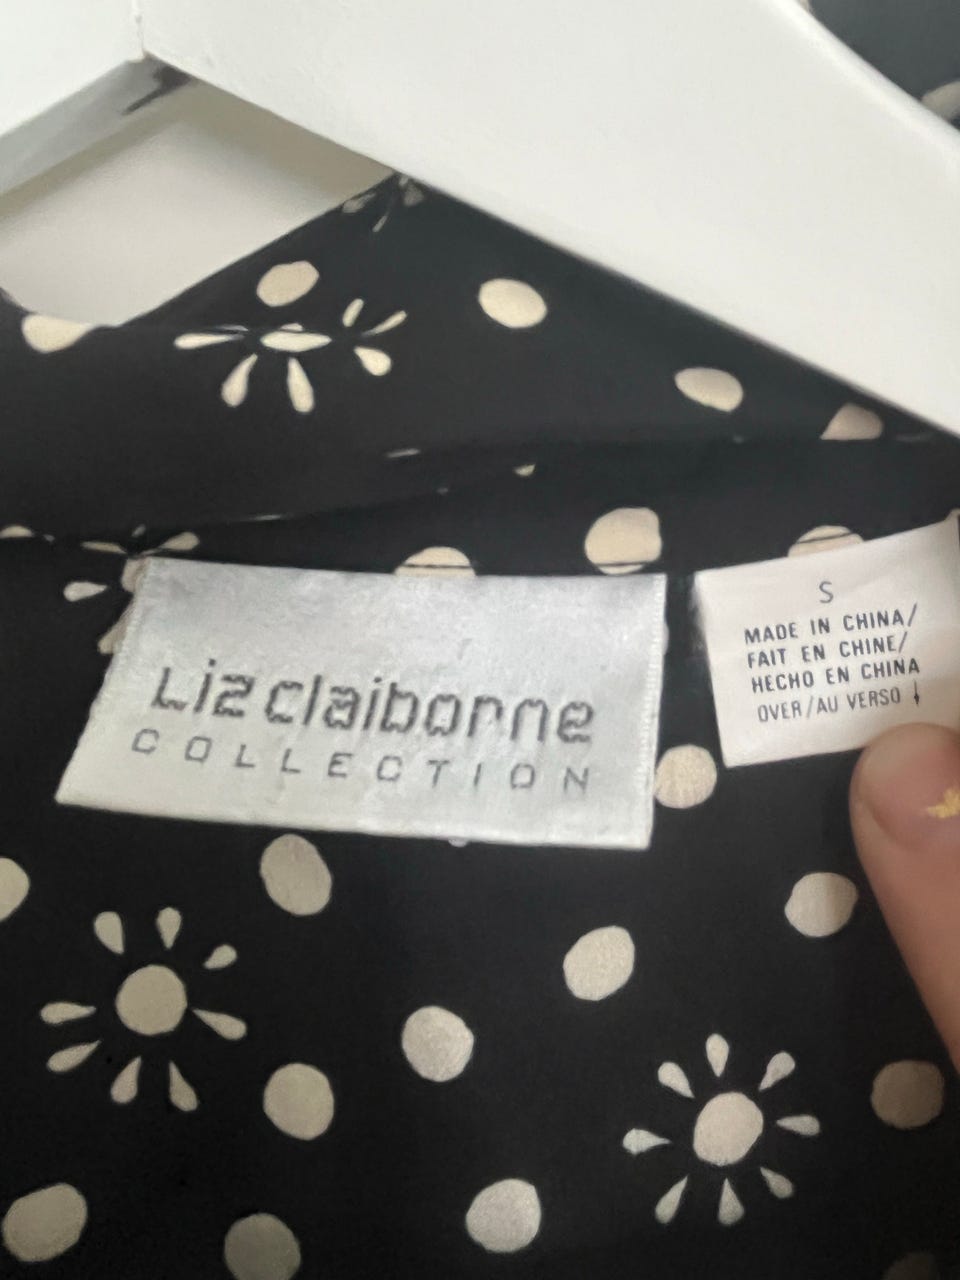 Liz claiborne
COLLECTION
S
MADE IN CHINA/
FAIT EN CHINE/
HECHO EN CHINA
OVER/AU VERSO ↓